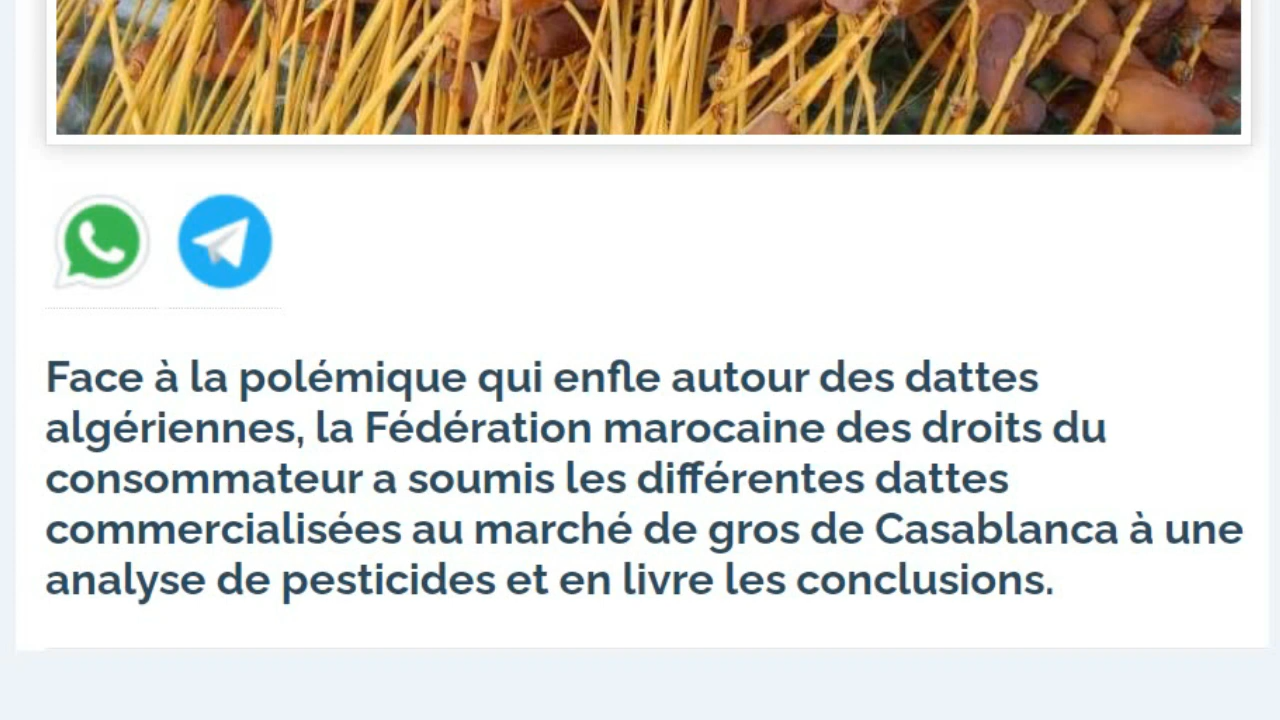 Face à la polémique qui enfle autour des dattes
algériennes, la Fédération marocaine des droits du
consommateur a soumis les différentes dattes
commercialisées au marché de gros de Casablanca à une
analyse de pesticides et en livre les conclusions.